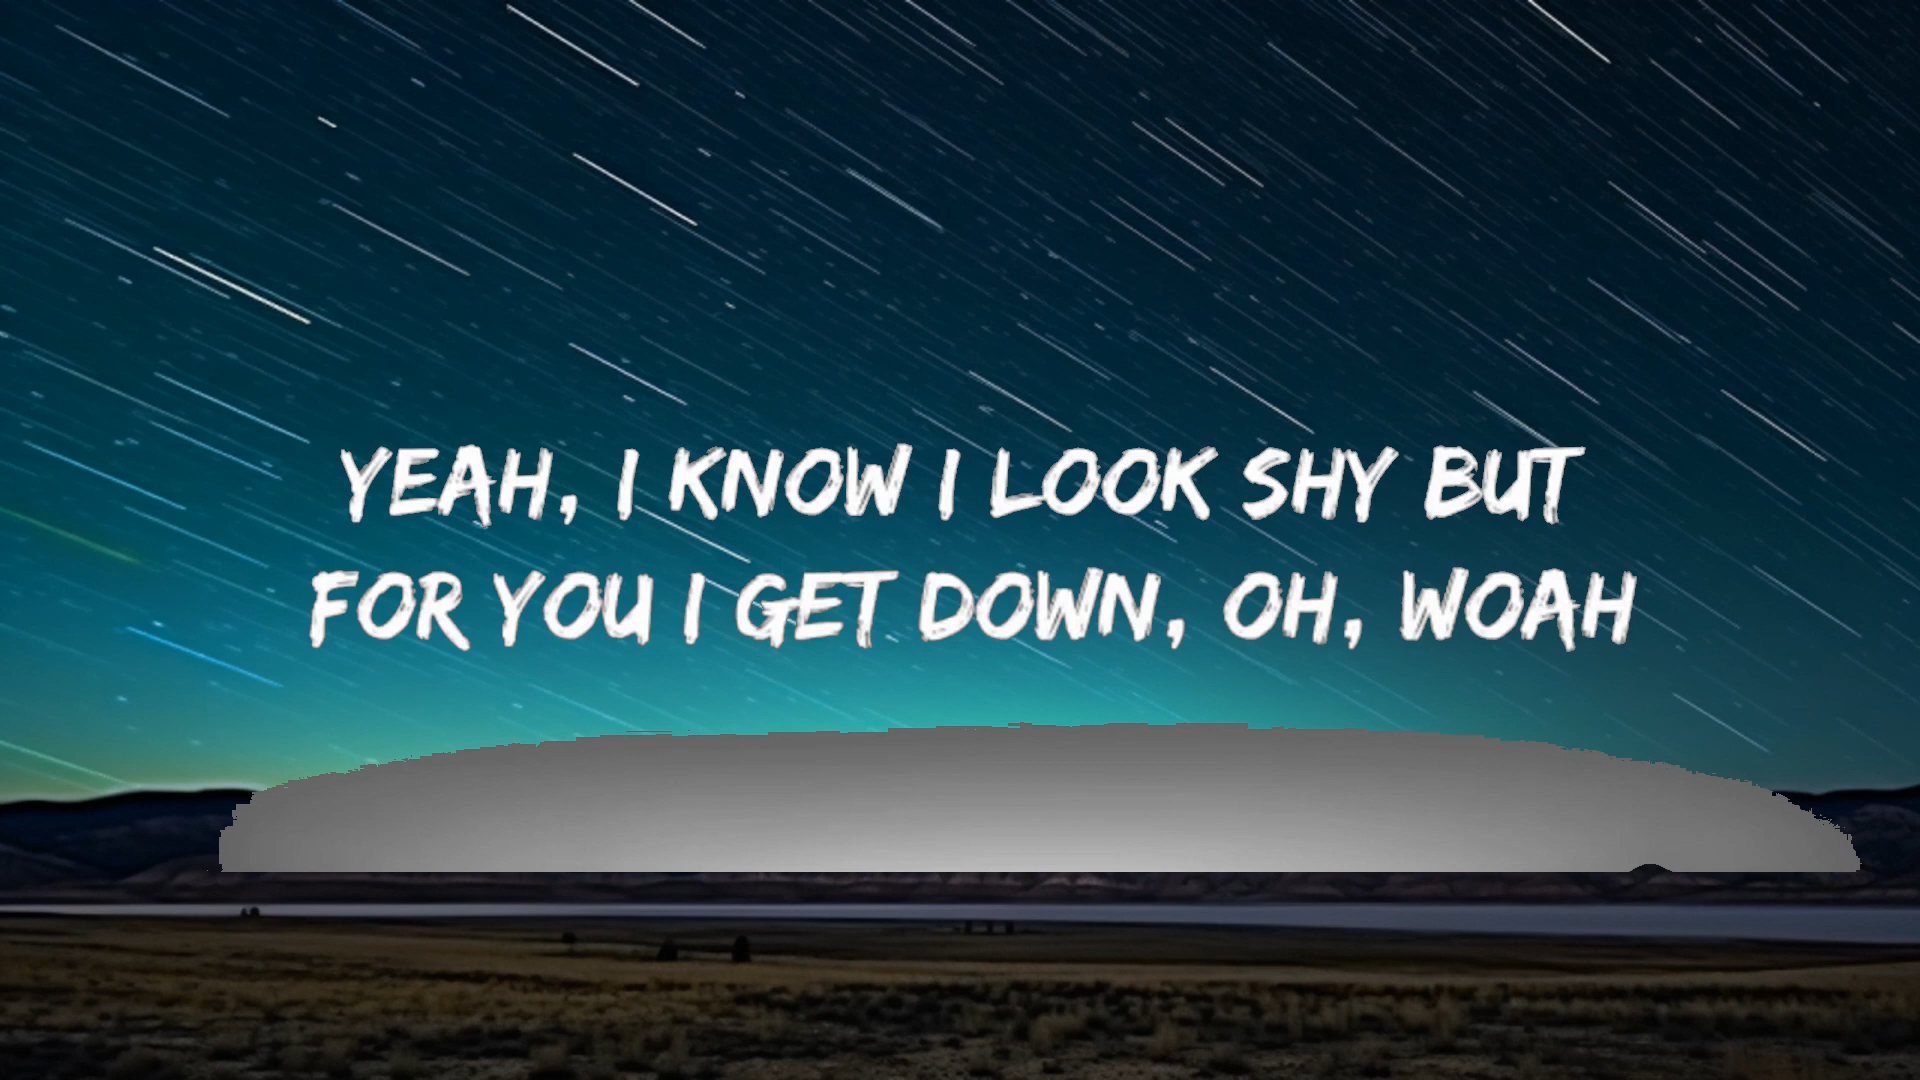 YEAH, I KNOW I LOOK SHY BUT
FOR YOU I GET DOWN, OH, WOAH